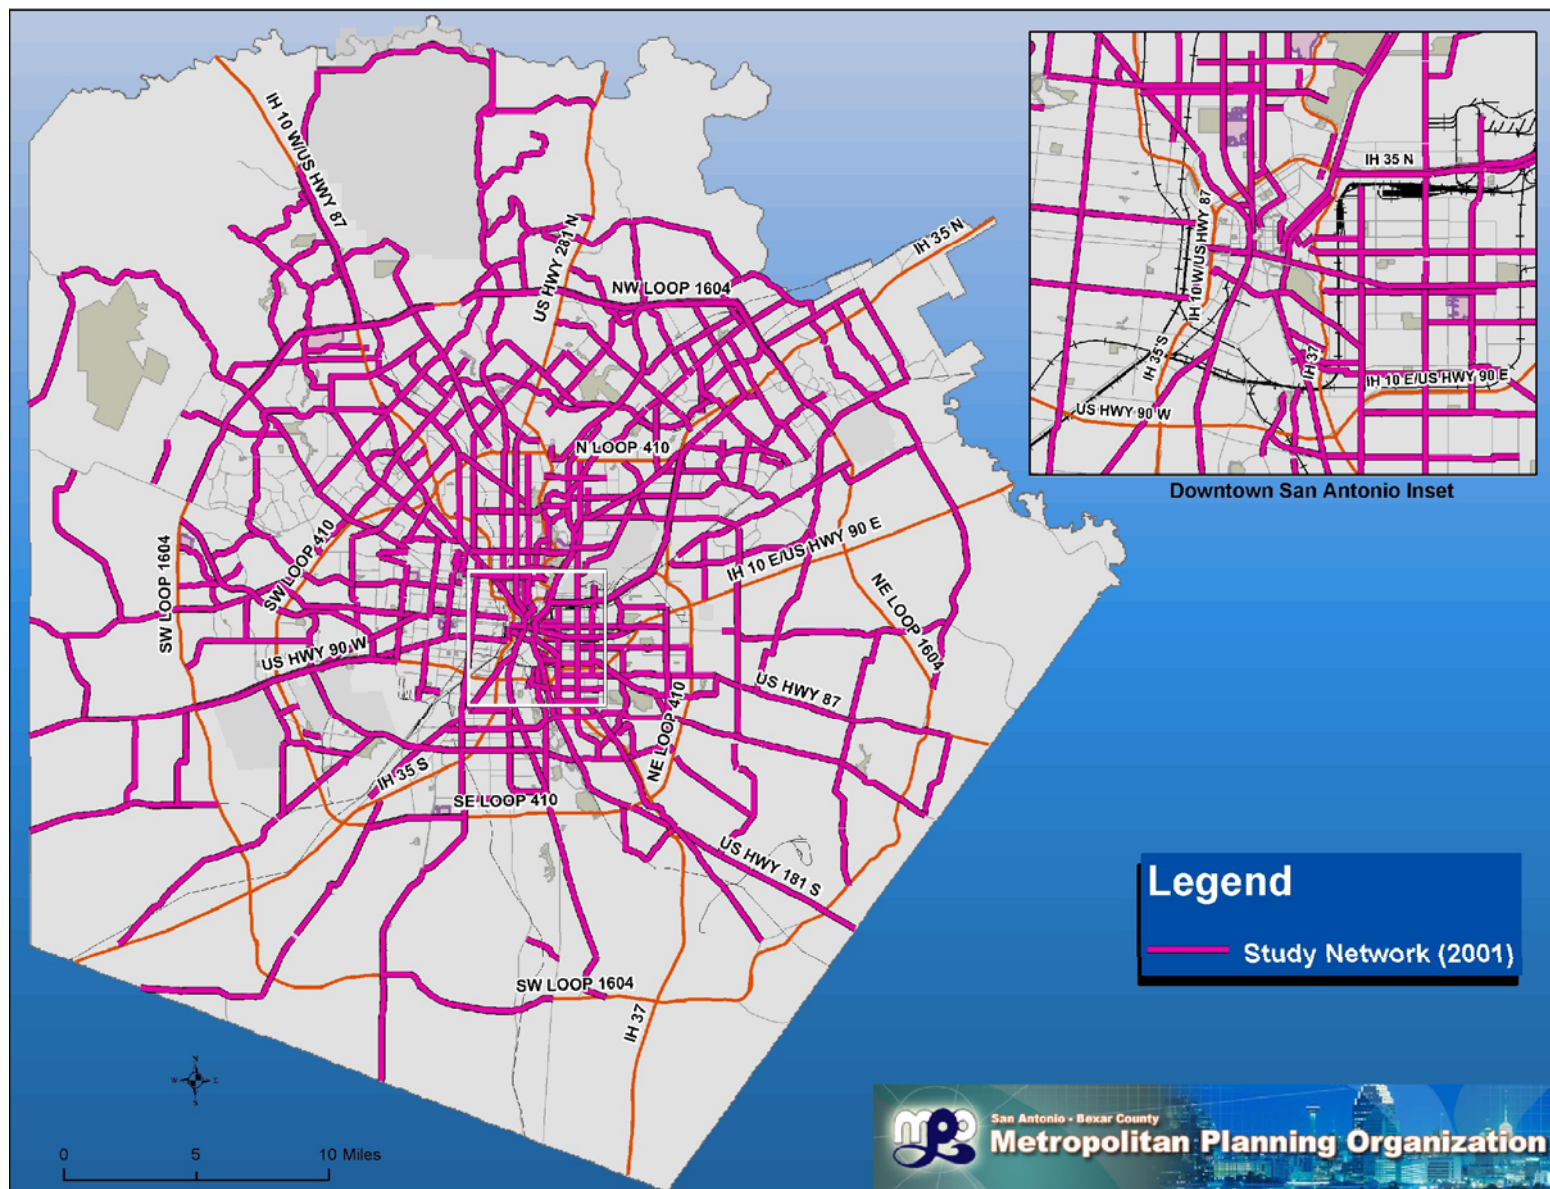 IH 10 W/US HWY 87
US HWY 281 N
IH 35 N
NW LOOP 1604
N LOOP 410
SW LOOP 410
SW LOOP 1604
IH 10 E/US HWY 90 E
NE LOOP 1604
US HWY 90 W
US HWY 87
NE LOOP 410
IH 35 S
SE LOOP 410
US HWY 181 S
SW LOOP 1604
IH 37
IH 35 N
IH 10 W/US HWY 87
IH 35 S
IH 37
IH 10 E/US HWY 90 E
US HWY 90 W
Downtown San Antonio Inset
Legend
Study Network (2001)
N
W E
S
0 5 10 Miles
mpo
San Antonio - Bexar County
Metropolitan Planning Organization